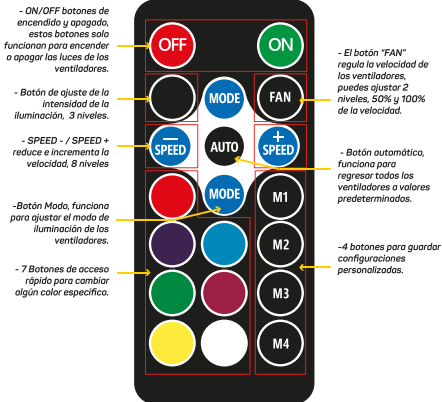 - ON/OFF botones de
encendido y apagado,
estos botones solo
funcionan para encender
o apagar las luces de los
ventiladores.
- Botón de ajuste de la
intensidad de la
iluminación, 3 niveles.
- SPEED - / SPEED +
reduce e incrementa la
velocidad, 8 niveles
-Botón Modo, funciona
para ajustar el modo de
iluminación de los
ventiladores.
- 7 Botones de acceso
rápido para cambiar
algún color especifico.
OFF
ON
MODE
FAN
−
SPEED
AUTO
+
SPEED
MODE
M1
M2
M3
M4
- El botón "FAN"
regula la velocidad de
los ventiladores,
puedes ajustar 2
niveles, 50% y 100%
de la velocidad.
- Botón automático,
funciona para
regresar todos los
ventiladores a valores
predeterminados.
-4 botones para guardar
configuraciones
personalizadas.